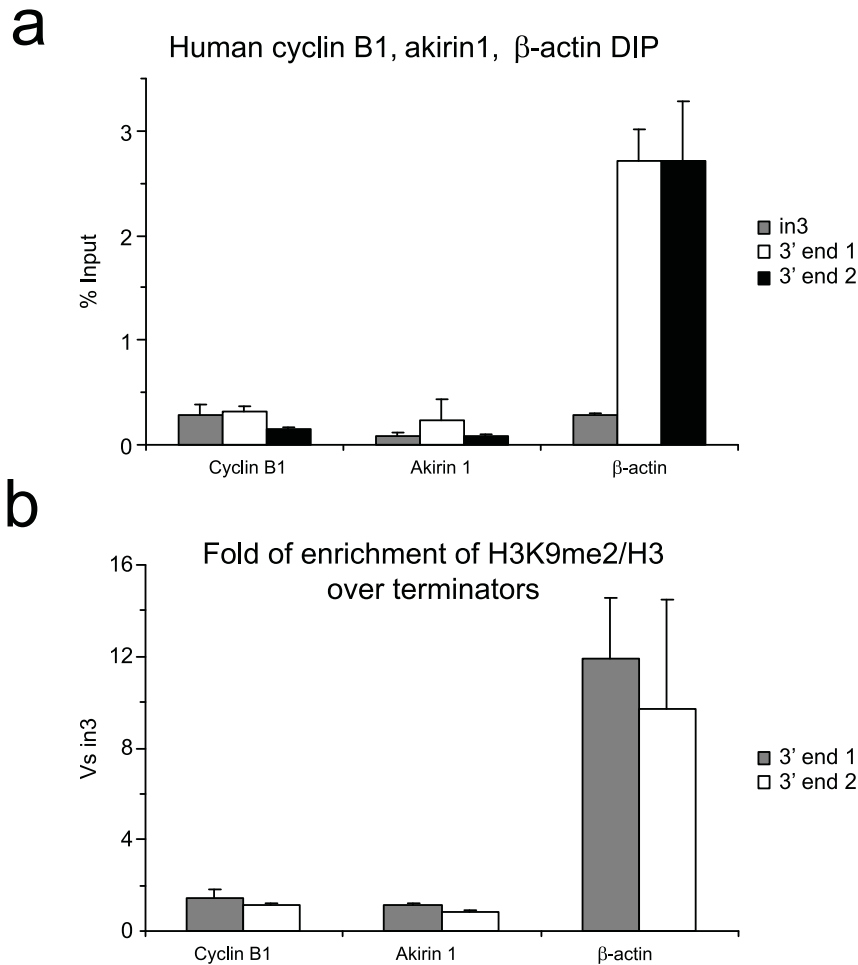 a
Human cyclin B1, akirin1, β-actin DIP
3
2
1
0
% Input
Cyclin B1
Akirin 1
β-actin
in3
3' end 1
3' end 2
b
Fold of enrichment of H3K9me2/H3
over terminators
16
12
8
4
0
Vs in3
Cyclin B1
Akirin 1
β-actin
3' end 1
3' end 2